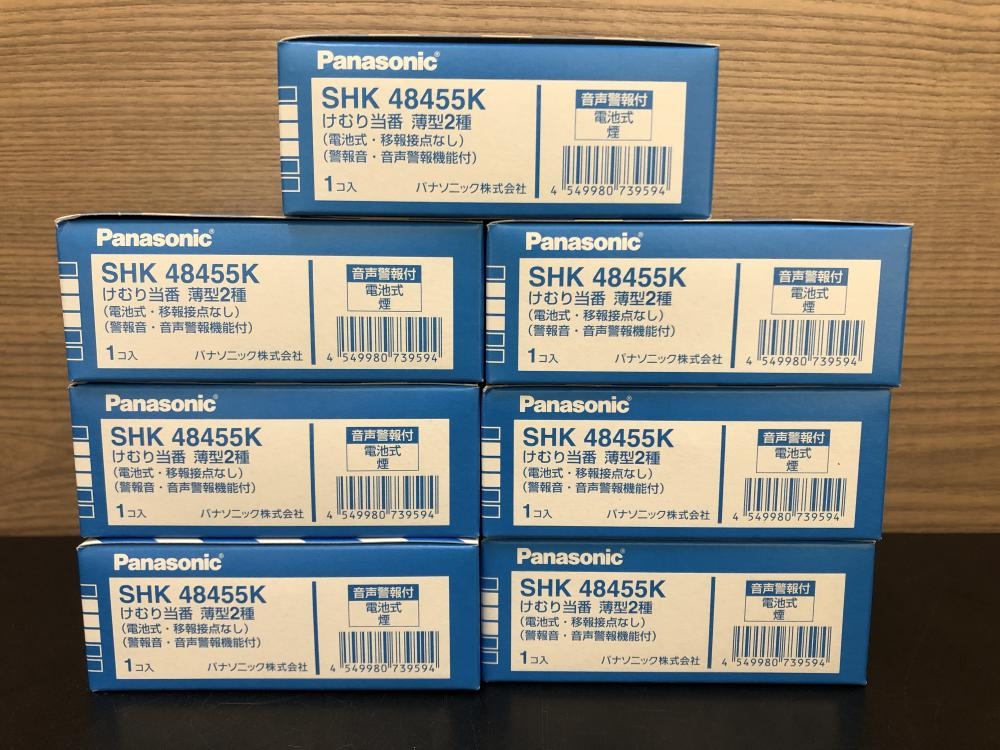 Panasonic®
SHK 48455K
けむり当番 薄型2種
(電池式・移報接点なし)
(警報音・音声警報機能付)
1コ入 パナソニック株式会社
音声警報付
電池式
煙
4 549980 739594
Panasonic®
SHK 48455K
けむり当番 薄型2種
(電池式・移報接点なし)
(警報音・音声警報機能付)
1コ入 パナソニック株式会社
音声警報付
電池式
煙
4 549980 739594
Panasonic®
SHK 48455K
けむり当番 薄型2種
(電池式・移報接点なし)
(警報音・音声警報機能付)
1コ入 パナソニック株式会社
音声警報付
電池式
煙
4 549980 739594
Panasonic®
SHK 48455K
けむり当番 薄型2種
(電池式・移報接点なし)
(警報音・音声警報機能付)
1コ入 パナソニック株式会社
音声警報付
電池式
煙
4 549980 739594
Panasonic®
SHK 48455K
けむり当番 薄型2種
(電池式・移報接点なし)
(警報音・音声警報機能付)
1コ入 パナソニック株式会社
音声警報付
電池式
煙
4 549980 739594
Panasonic®
SHK 48455K
けむり当番 薄型2種
(電池式・移報接点なし)
(警報音・音声警報機能付)
1コ入 パナソニック株式会社
音声警報付
電池式
煙
4 549980 739594
Panasonic®
SHK 48455K
けむり当番 薄型2種
(電池式・移報接点なし)
(警報音・音声警報機能付)
1コ入 パナソニック株式会社
音声警報付
電池式
煙
4 549980 739594